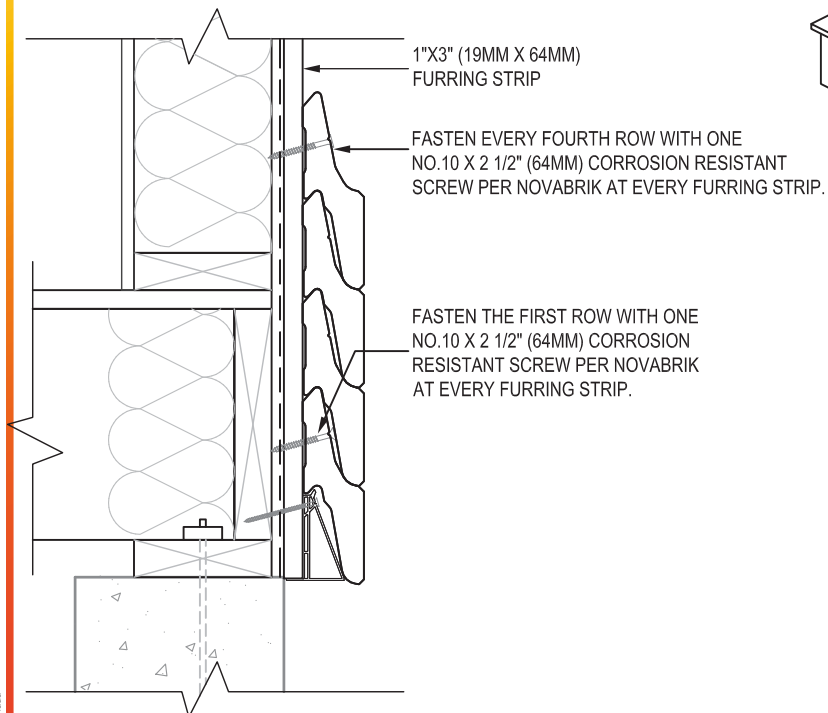 1"X3" (19MM X 64MM)
FURRING STRIP
FASTEN EVERY FOURTH ROW WITH ONE
NO.10 X 2 1/2" (64MM) CORROSION RESISTANT
SCREW PER NOVABRIK AT EVERY FURRING STRIP.
FASTEN THE FIRST ROW WITH ONE
NO.10 X 2 1/2" (64MM) CORROSION
RESISTANT SCREW PER NOVABRIK
AT EVERY FURRING STRIP.